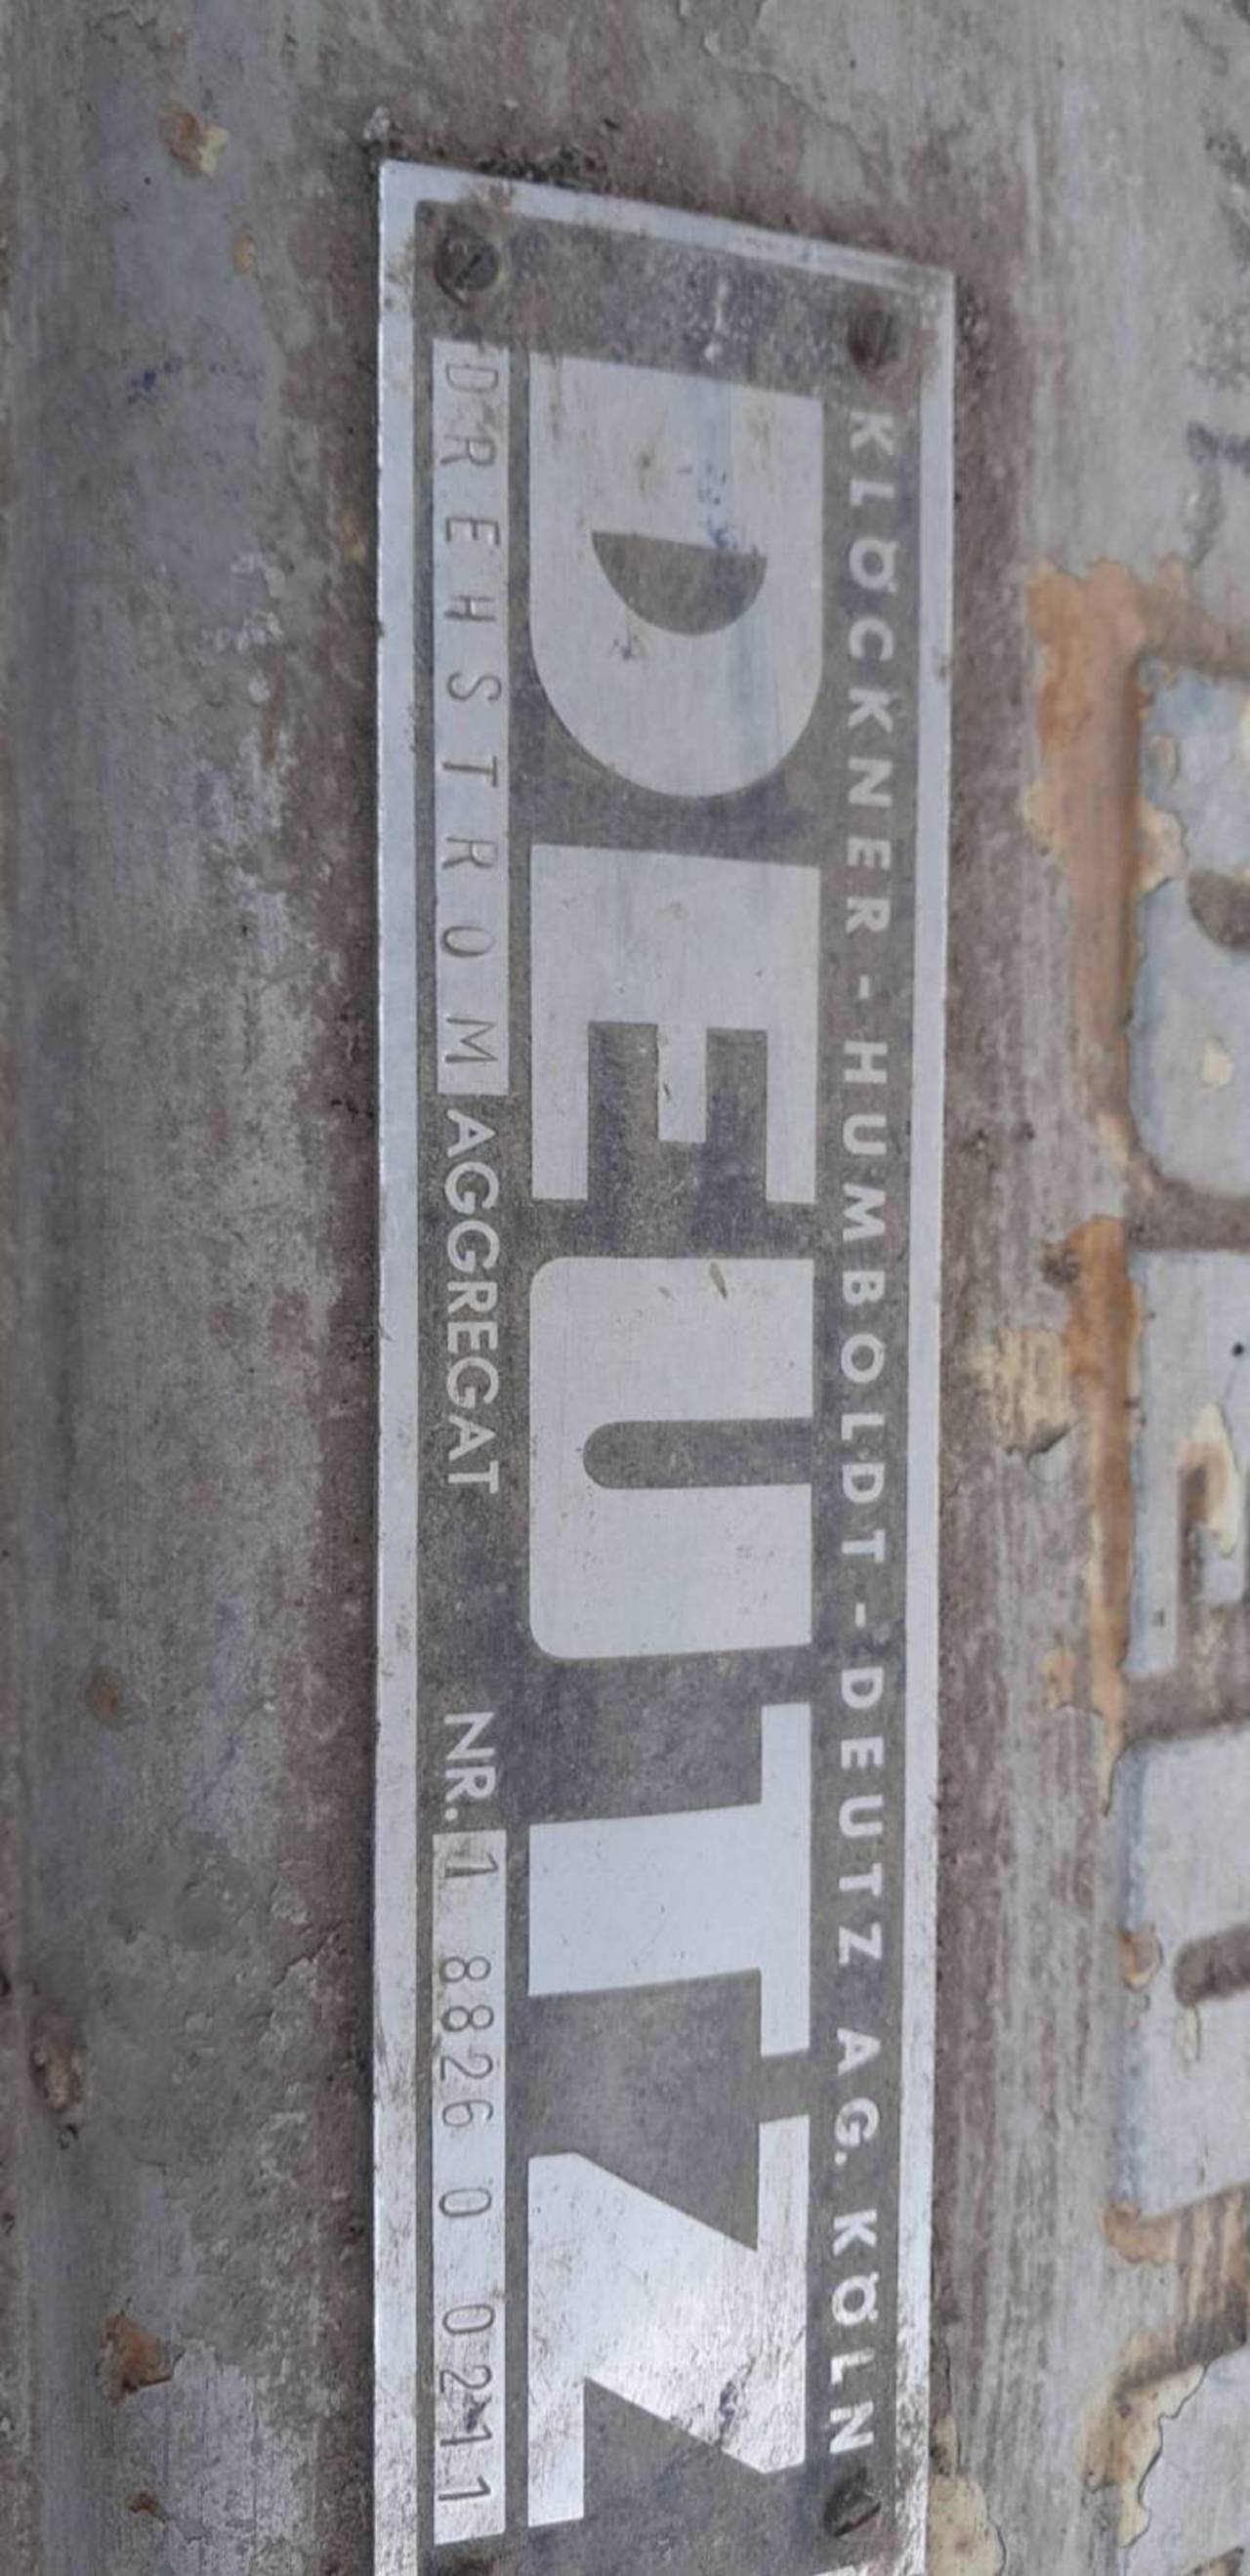 KLÖCKNER-HUMBOLDT-DEUTZ AG. KÖLN
DEUTZ
DREHSTROM AGGREGAT NR. 1 8826 0 0211